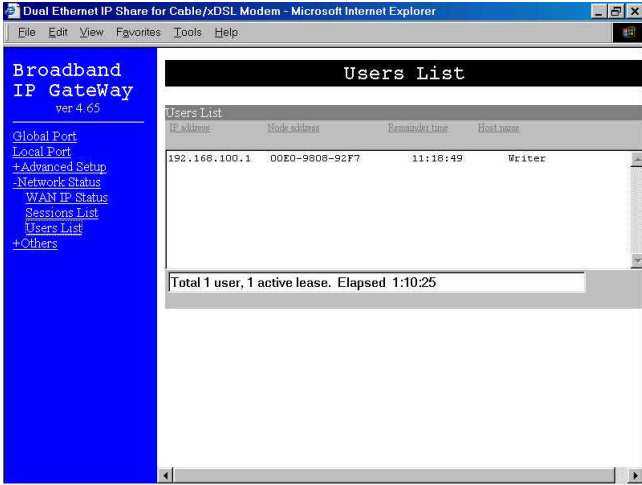 Dual Ethernet IP Share for Cable/xDSL Modem - Microsoft Internet Explorer
File Edit View Favorites Tools Help
Broadband
IP GateWay
ver 4.65
Global Port
Local Port
+Advanced Setup
-Network Status
WAN IP Status
Sessions List
Users List
+Others
Users List
Users List
IP address Node address Remainder time Host name
192.168.100.1 00E0-9808-92F7 11:18:49 Writer
Total 1 user, 1 active lease. Elapsed 1:10:25